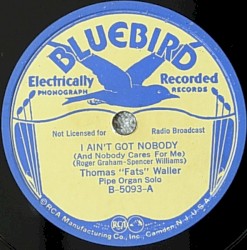 BLUEBIRD
Electrically Recorded
PHONOGRAPH RECORDS
Not Licensed for Radio Broadcast
I AIN'T GOT NOBODY
(And Nobody Cares For Me)
(Roger Graham-Spencer Williams)
Thomas "Fats" Waller
Pipe Organ Solo
B-5093-A
RCA
©RCA Manufacturing Co., Inc., Camden, N.J., U.S.A.